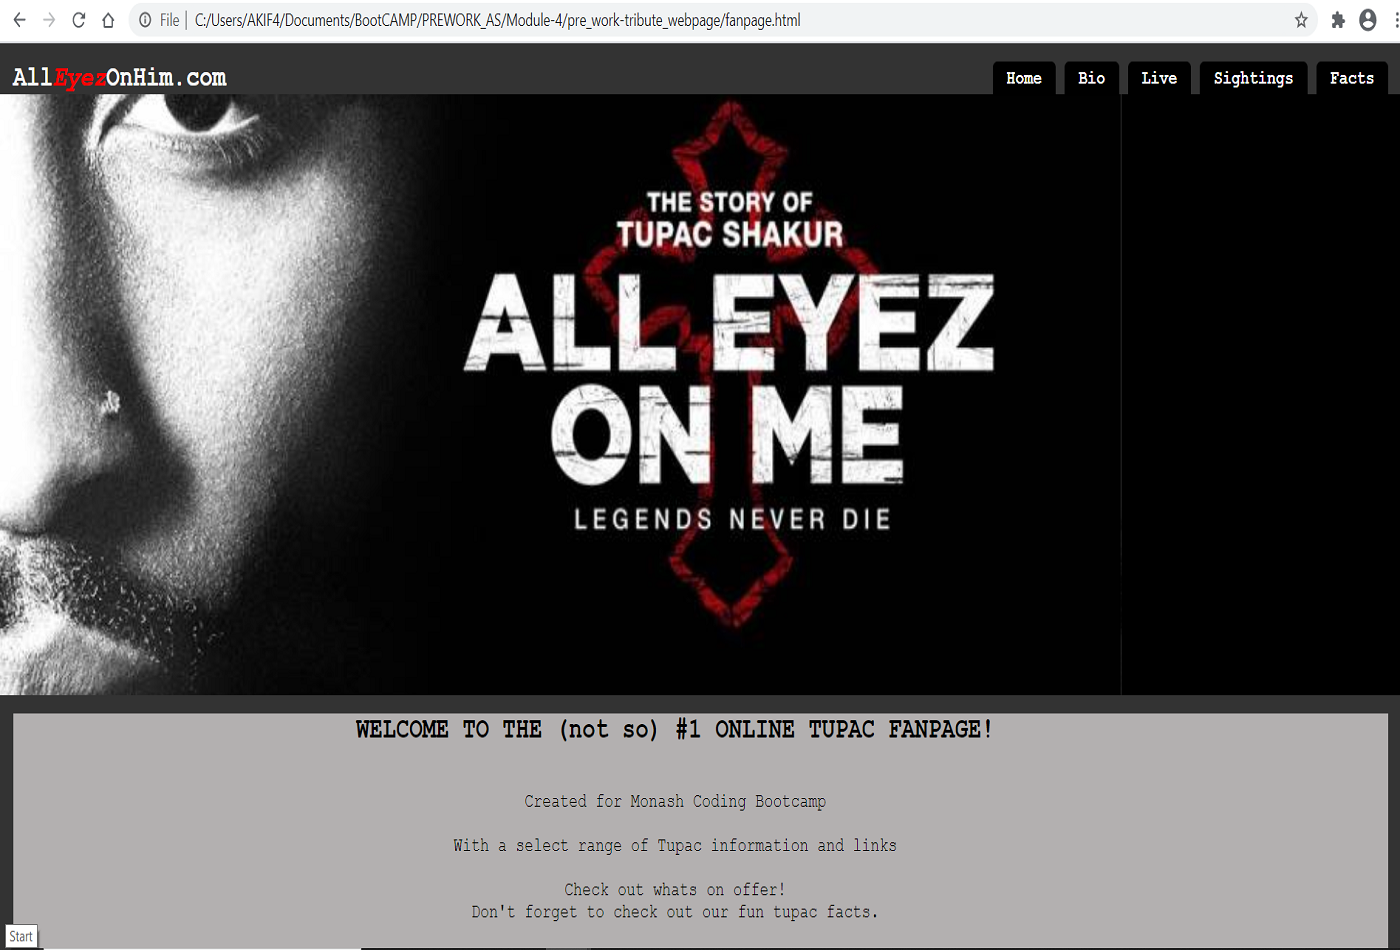 File | C:/Users/AKIF4/Documents/BootCAMP/PREWORK_AS/Module-4/pre_work-tribute_webpage/fanpage.html
AllEyezOnHim.com
Home Bio Live Sightings Facts
THE STORY OF
TUPAC SHAKUR
ALL EYEZ
ON ME
LEGENDS NEVER DIE
WELCOME TO THE (not so) #1 ONLINE TUPAC FANPAGE!
Created for Monash Coding Bootcamp
With a select range of Tupac information and links
Check out whats on offer!
Don't forget to check out our fun tupac facts.
Start